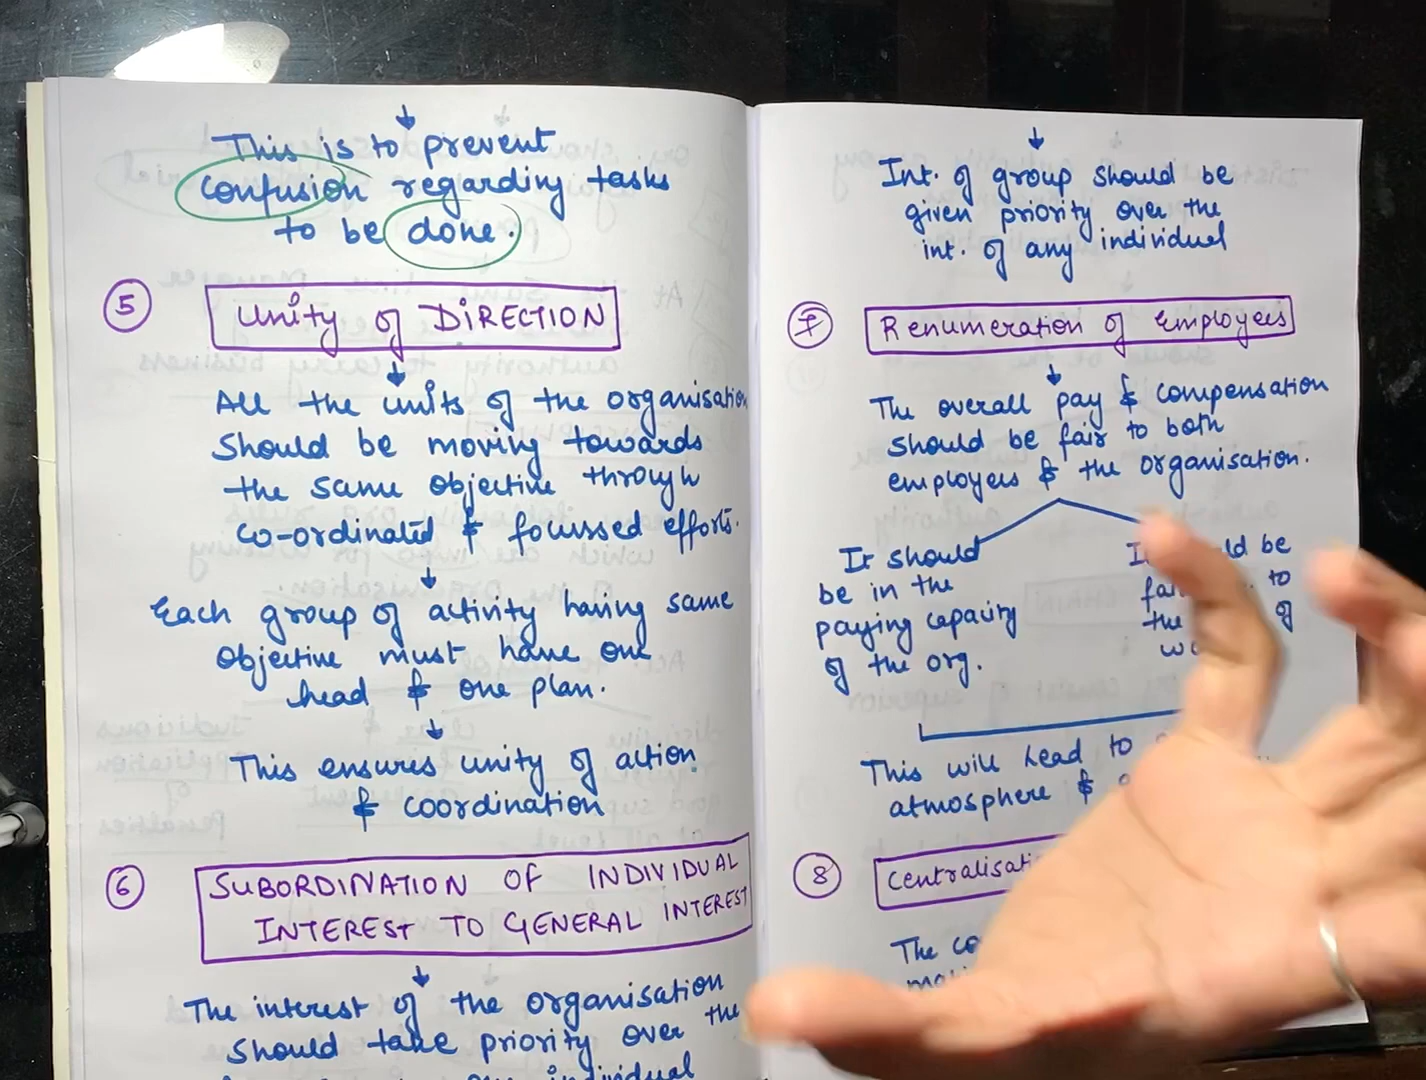 This is to prevent
confusion regarding tasks
to be done.
5 Unity of DIRECTION
All the units of the organisation
should be moving towards
the same objective through
co-ordinated & focussed efforts.
Each group of activity having same
objective must have one
head & one plan.
This ensures unity of action
& coordination
6 SUBORDINATION OF INDIVIDUAL
INTEREST TO GENERAL INTEREST
The interest of the organisation
should take priority over the
individual
Int. of group should be
given priority over the
int. of any individual
7 Renumeration of employees
The overall pay & compensation
should be fair to both
employees & the organisation.
It should
be in the
paying capacity
of the org.
be
to
the of
This will lead to
atmosphere &
8
The